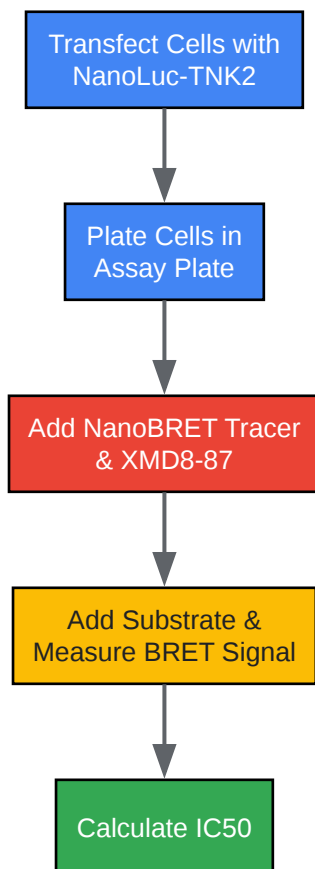 Transfect Cells with
NanoLuc-TNK2
Plate Cells in
Assay Plate
Add NanoBRET Tracer
& XMD8-87
Add Substrate &
Measure BRET Signal
Calculate IC50